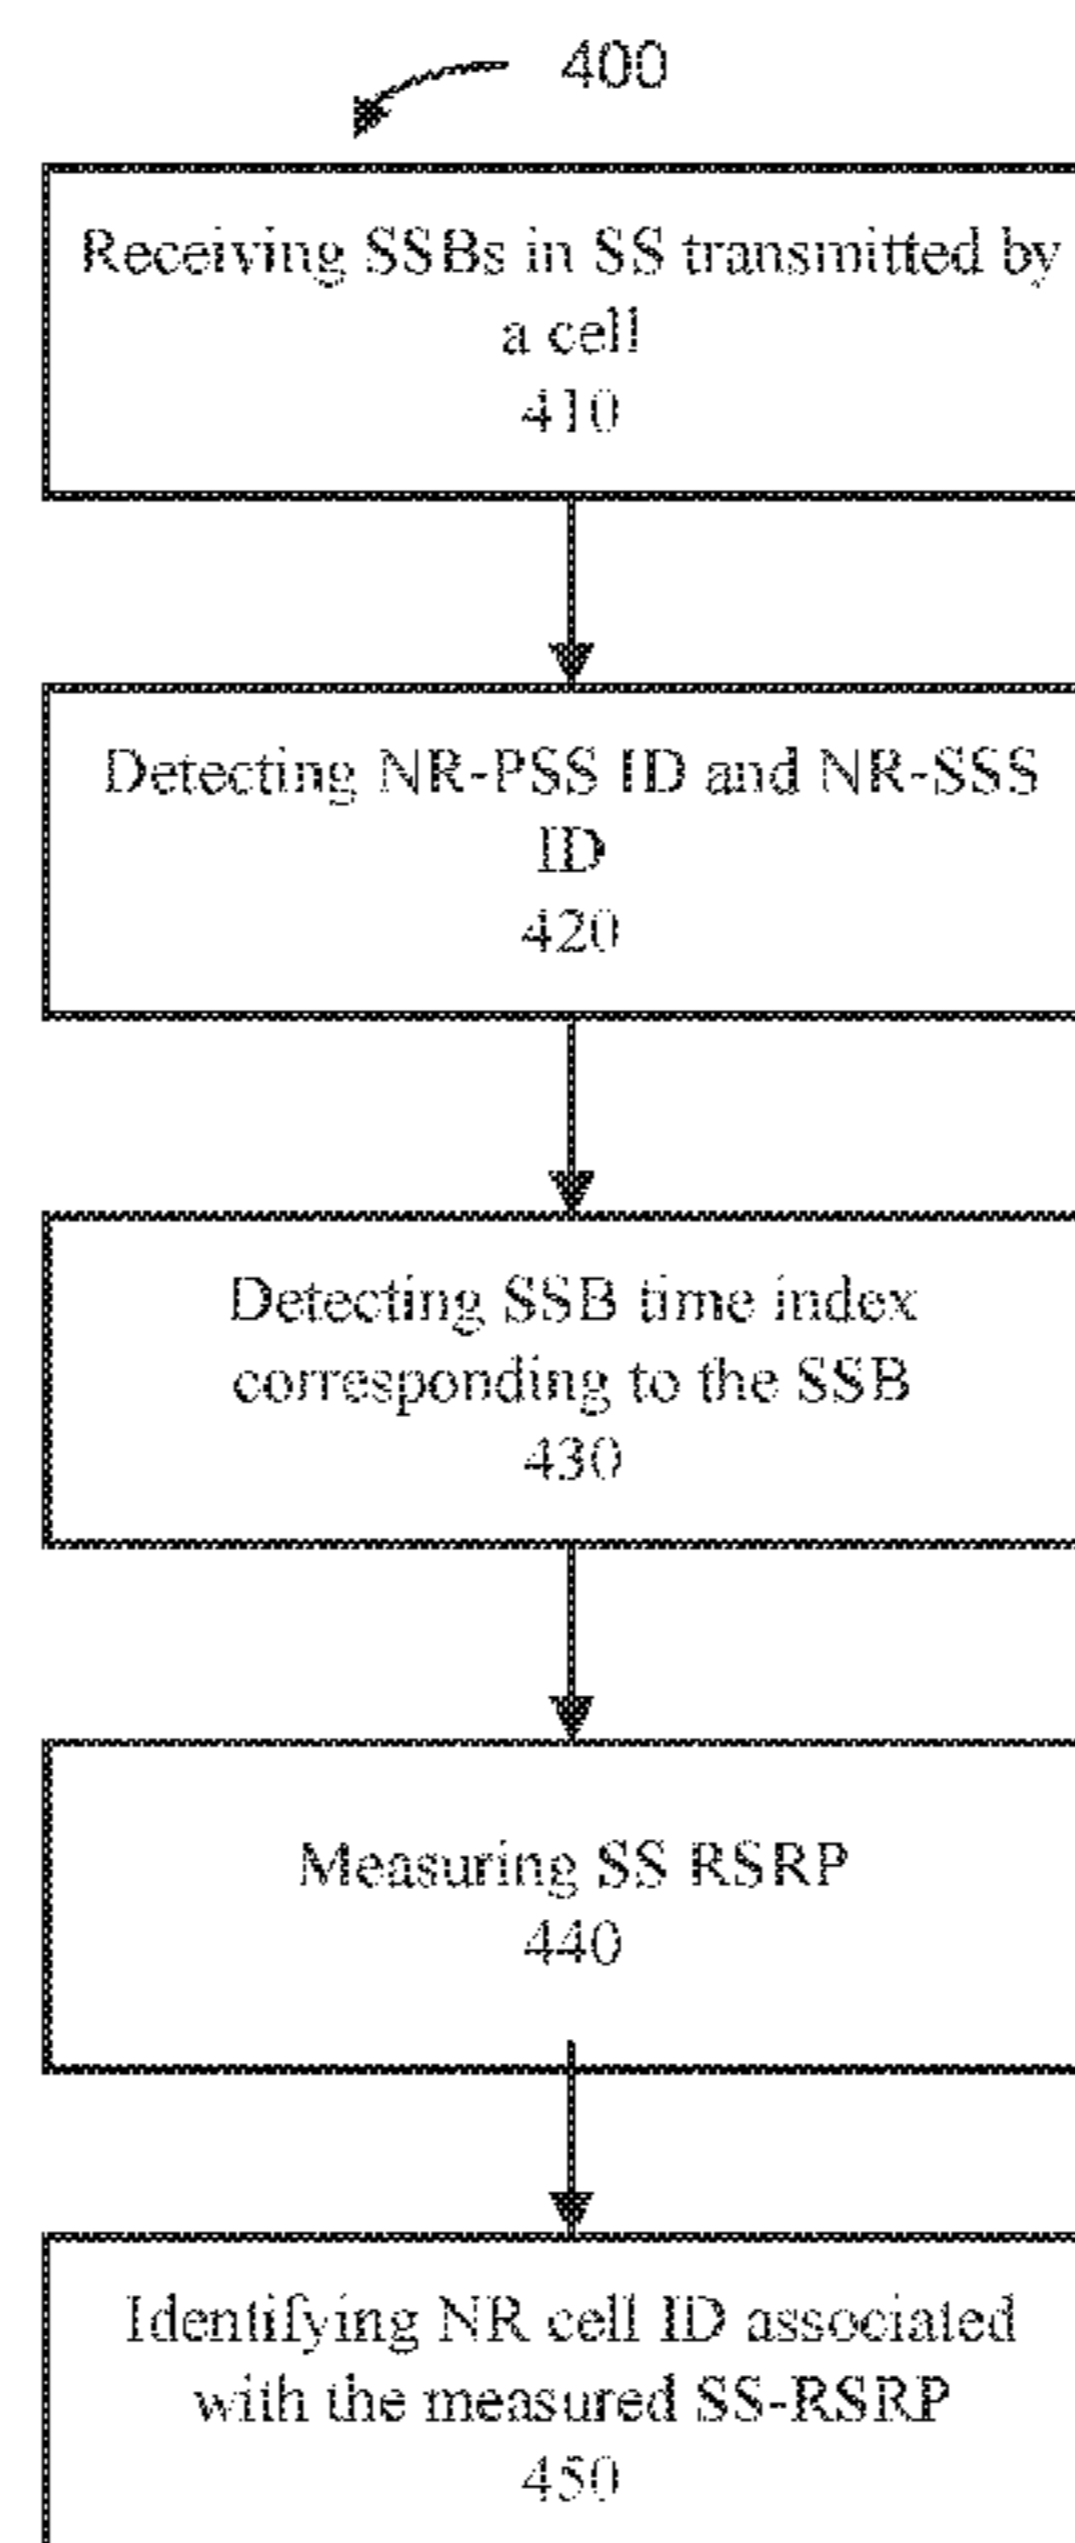 400
Receiving SSBs in SS transmitted by
a cell
410
Detecting NR-PSS ID and NR-SSS
ID
420
Detecting SSB time index
corresponding to the SSB
430
Measuring SS RSRP
440
Identifying NR cell ID associated
with the measured SS-RSRP
450